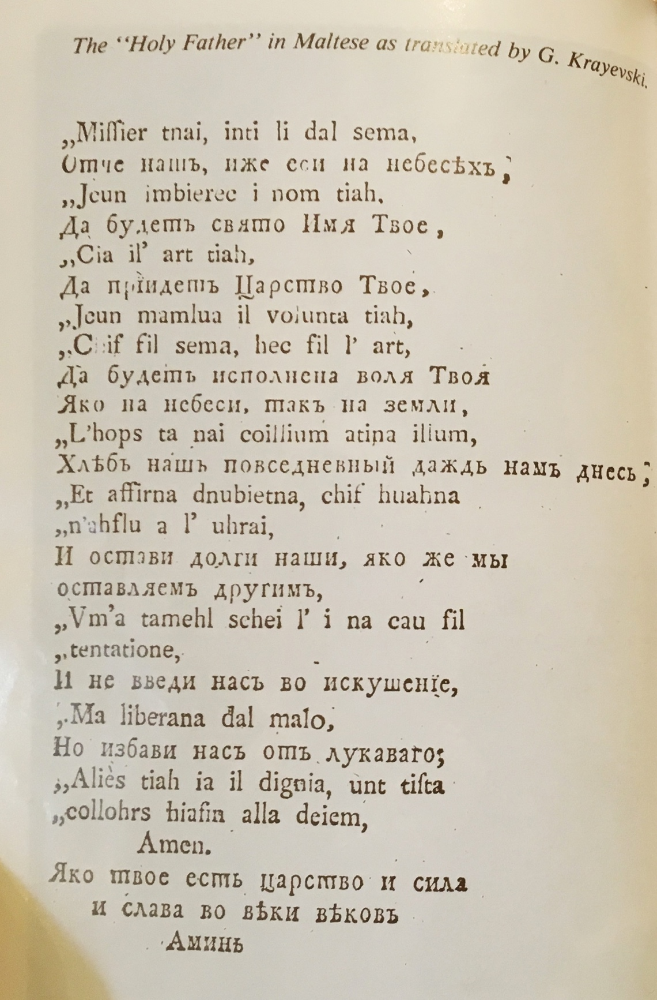 The “Holy Father” in Maltese as translated by G. Krayevski.
„Miſſier tnai, inti li dal sema,
Отче нашъ, иже еси на небесѣхъ;
„Jeun imbierec i nom tiah.
Да будетъ свято Имя Твое,
„Cia il’ art tiah,
Да прїидетъ Царство Твое,
„Jeun mamlua il volunta tiah,
„Chif fil sema, hec fil l’ art,
Да будетъ исполнена воля Твоя
Яко на небеси, такъ на земли,
„L’hops ta nai coillium atina illum,
Хлѣбъ нашъ повседневный даждь намъ днесь;
„Et affirna dnubietna, chif huahna
„n’ahflu a l’ uhrai,
И остави долги наши, яко же мы
оставляемъ другимъ,
„Vm’a tamehl schei l’ i na cau fil
„tentatione,
И не введи насъ во искушенїе,
„Ma liberana dal malo,
Но избави насъ отъ лукаваго;
„Aliès tiah ia il dignia, unt tiſta
„collohrs hiafin alla deiem,
Amen.
Яко твое есть царство и сила
и слава во вѣки вѣковъ
Аминь